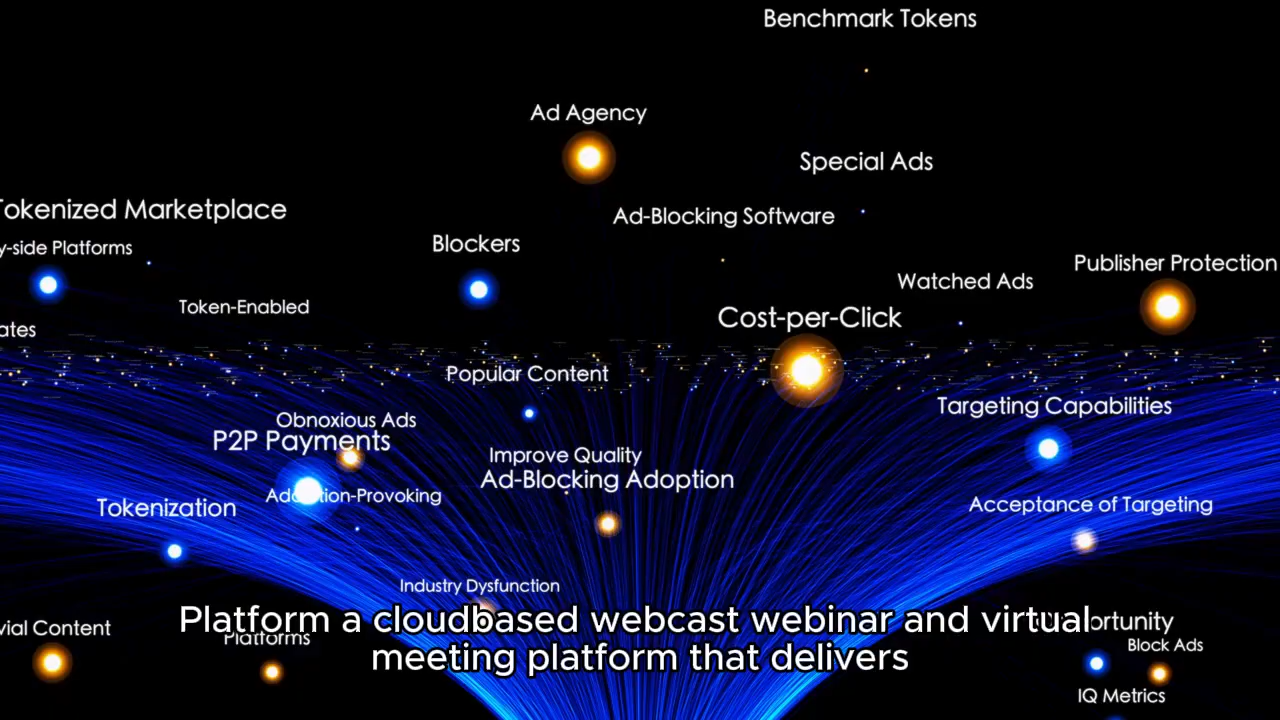 Benchmark Tokens
Ad Agency
Special Ads
Tokenized Marketplace
Ad-Blocking Software
Blockers
y-side Platforms
Publisher Protection
Watched Ads
Token-Enabled
Cost-per-Click
ates
Popular Content
Targeting Capabilities
Obnoxious Ads
P2P Payments
Improve Quality
Ad-Blocking Adoption
Tokenization
Acceptance of Targeting
Industry Dysfunction
Platform a cloudbased webcast webinar and virtual
meeting platform that delivers
vial Content
Platforms
Block Ads
IQ Metrics